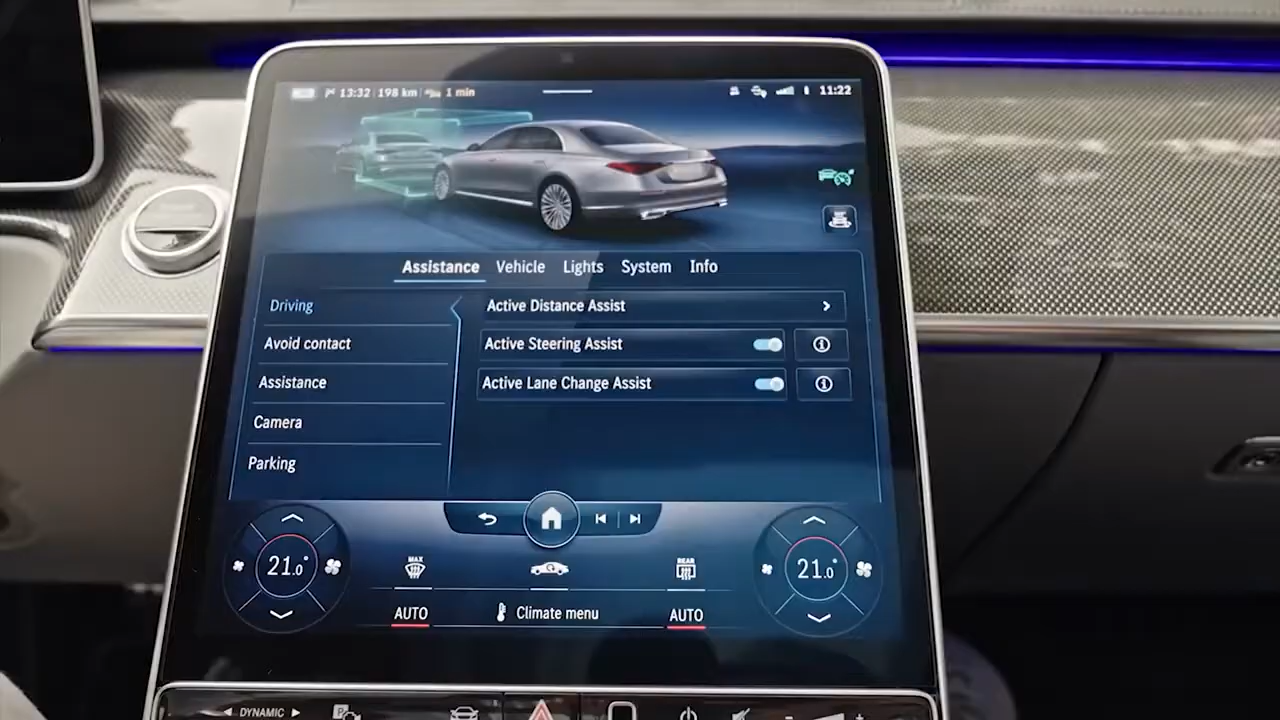 13:32 198 km 1 min 11:22
Assistance Vehicle Lights System Info
Driving
Avoid contact
Assistance
Camera
Parking
Active Distance Assist
Active Steering Assist
Active Lane Change Assist
21.0°
21.0°
MAX
REAR
AUTO
Climate menu
AUTO
DYNAMIC
P